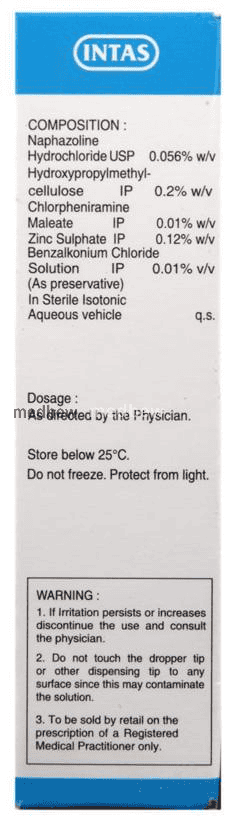 INTAS
COMPOSITION :
Naphazoline
Hydrochloride USP 0.056% w/v
Hydroxypropylmethyl-
cellulose IP 0.2% w/v
Chlorpheniramine
Maleate IP 0.01% w/v
Zinc Sulphate IP 0.12% w/v
Benzalkonium Chloride
Solution IP 0.01% v/v
(As preservative)
In Sterile Isotonic
Aqueous vehicle q.s.
Dosage :
As directed by the Physician.
Store below 25°C.
Do not freeze. Protect from light.
WARNING :
1. If Irritation persists or increases
discontinue the use and consult
the physician.
2. Do not touch the dropper tip
or other dispensing tip to any
surface since this may contaminate
the solution.
3. To be sold by retail on the
prescription of a Registered
Medical Practitioner only.